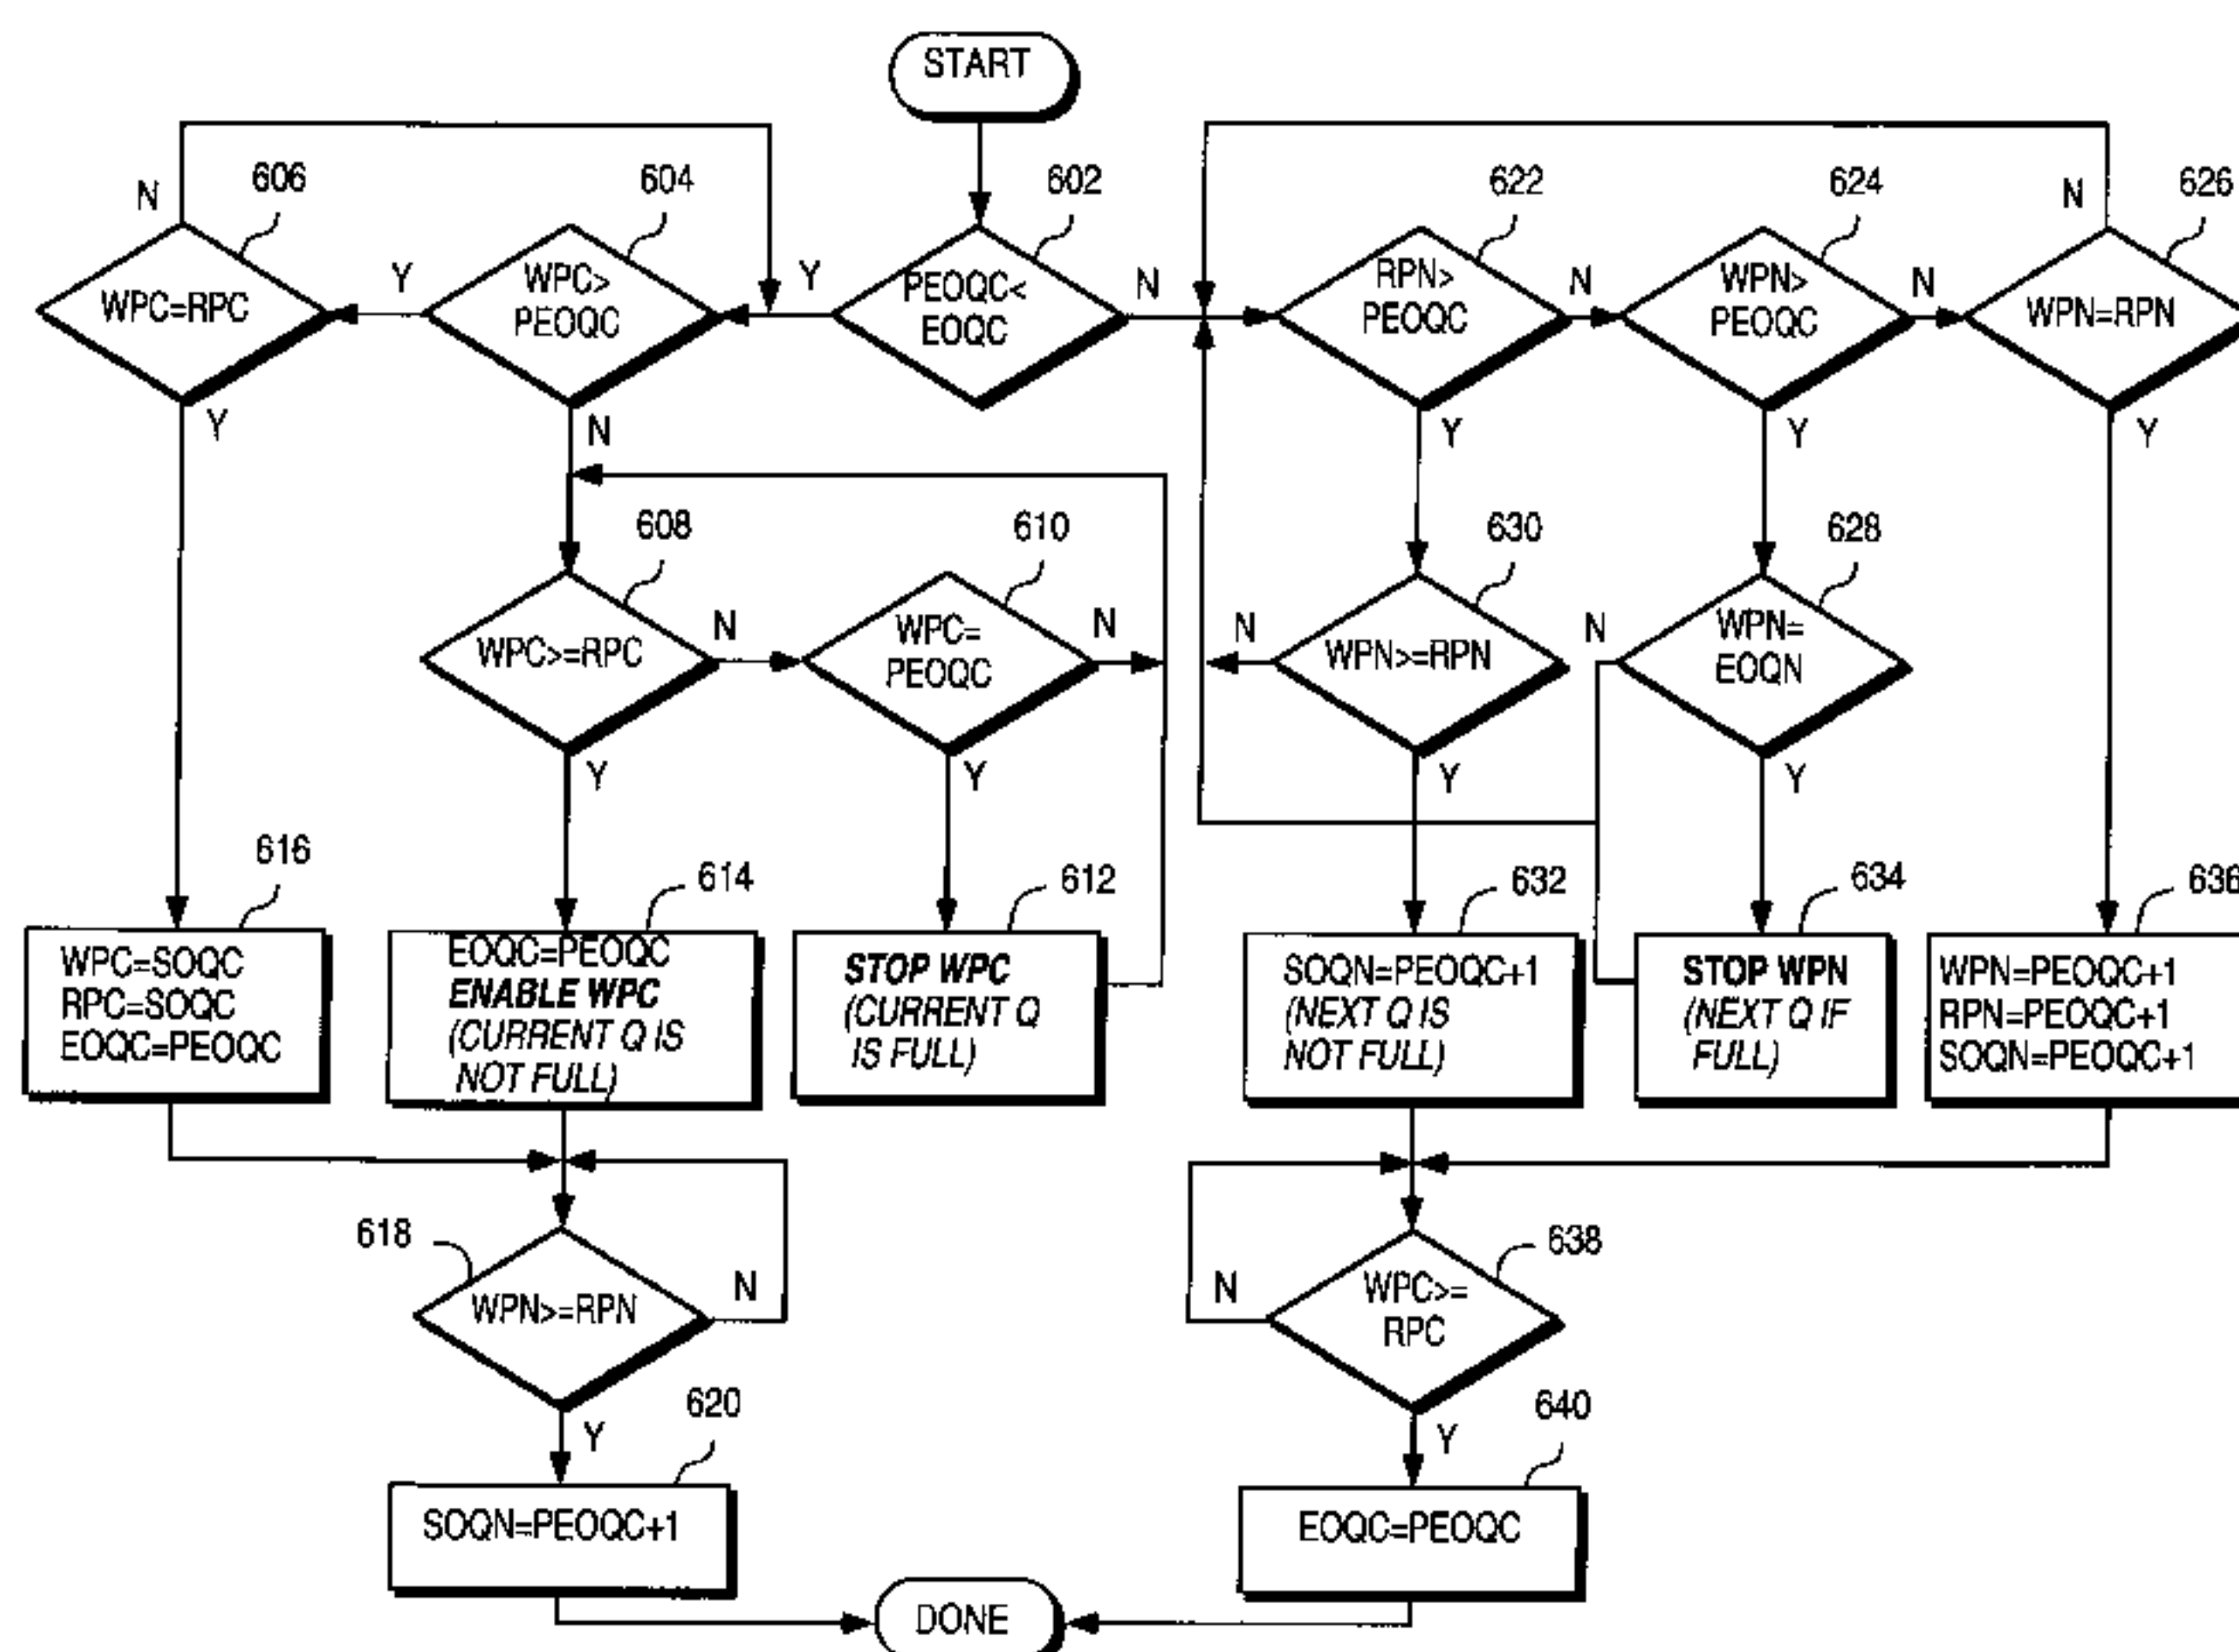 START
606
604
602
622
624
626
N
N
WPC=RPC
Y
WPC>
PEOQC
Y
PEOQC<
EOQC
N
RPN>
PEOQC
N
WPN>
PEOQC
N
WPN=RPN
Y
N
Y
Y
Y
608
610
630
628
WPC>=RPC
N
WPC=
PEOQC
N
N
WPN>=RPN
N
WPN=
EOQN
Y
Y
Y
Y
616
614
612
632
634
636
WPC=SOQC
RPC=SOQC
EOQC=PEOQC
EOQC=PEOQC
ENABLE WPC
(CURRENT Q IS
NOT FULL)
STOP WPC
(CURRENT Q
IS FULL)
SOQN=PEOQC+1
(NEXT Q IS
NOT FULL)
STOP WPN
(NEXT Q IF
FULL)
WPN=PEOQC+1
RPN=PEOQC+1
SOQN=PEOQC+1
618
638
WPN>=RPN
N
N
WPC>=
RPC
620
640
Y
Y
SOQN=PEOQC+1
EOQC=PEOQC
DONE